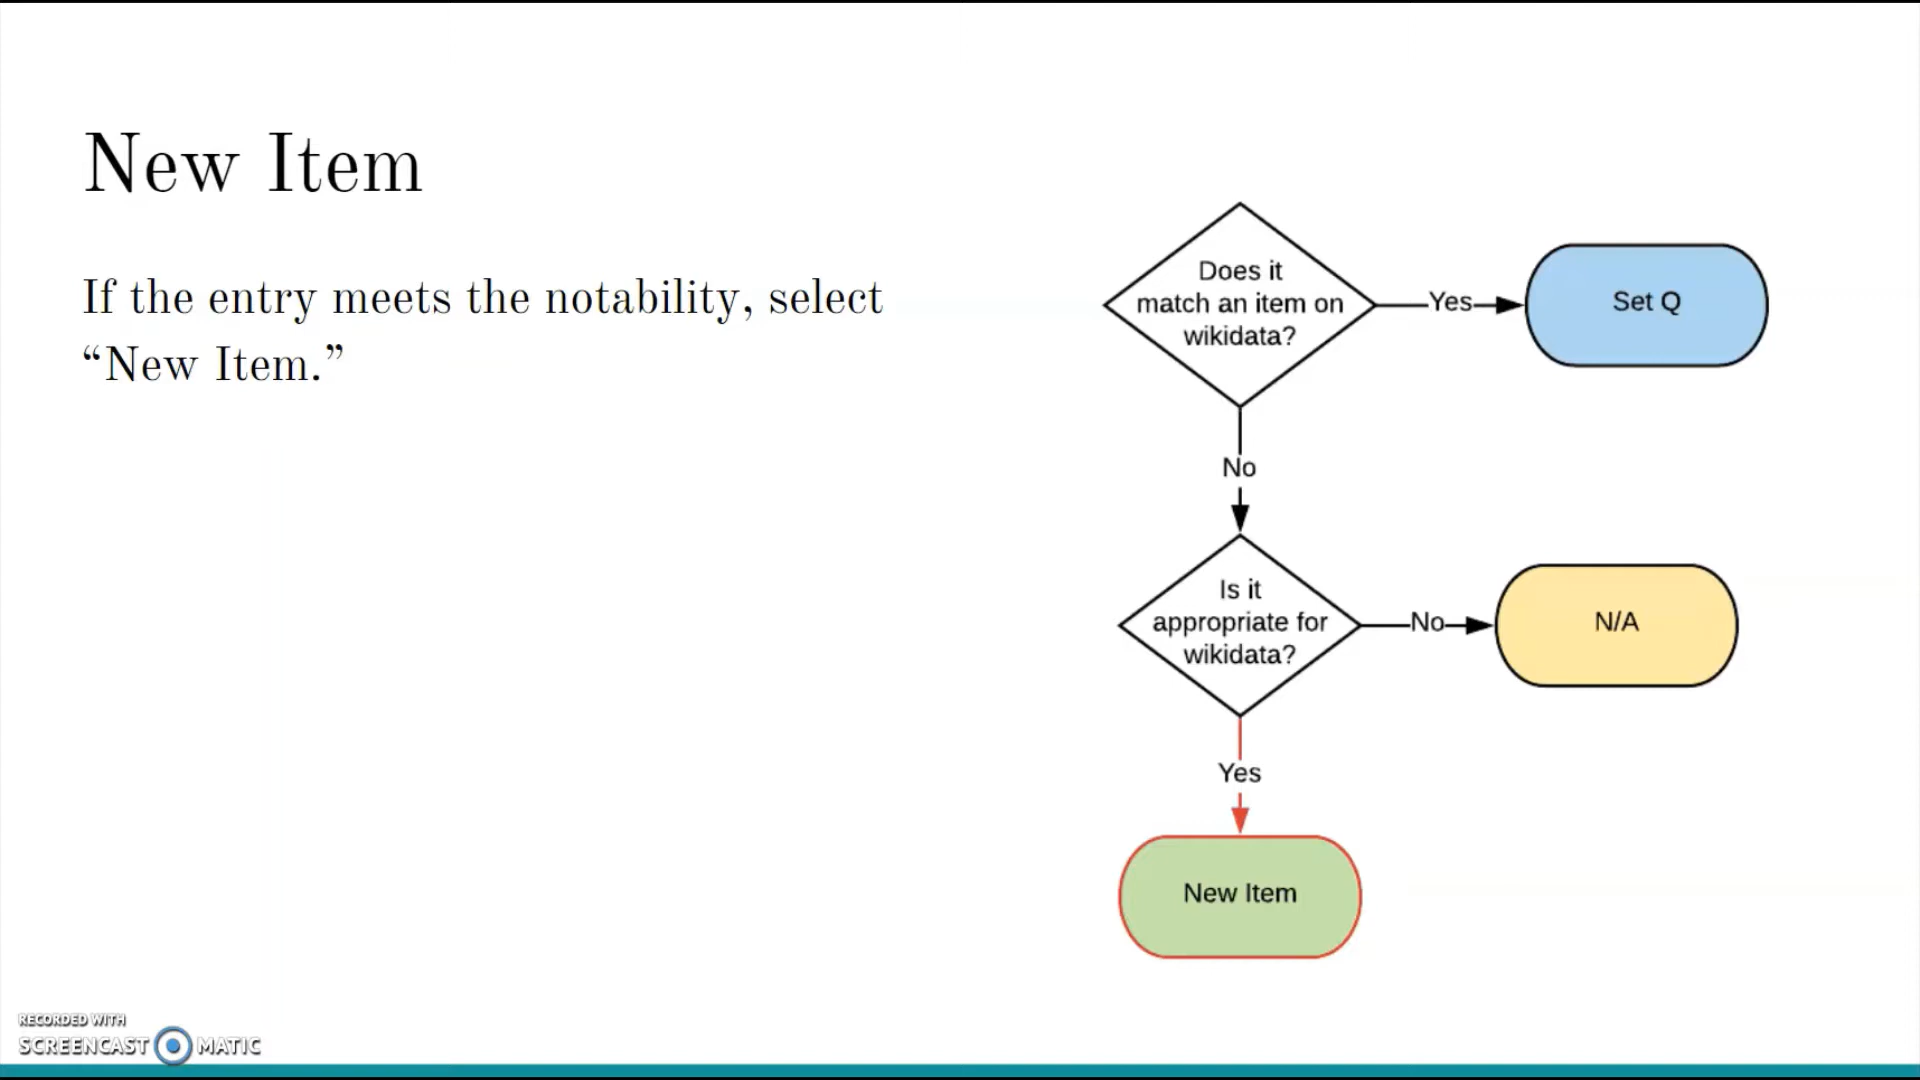 New Item
If the entry meets the notability, select
“New Item.”
Does it
match an item on
wikidata?
Yes
Set Q
No
Is it
appropriate for
wikidata?
No
N/A
Yes
New Item
RECORDED WITH
SCREENCAST MATIC